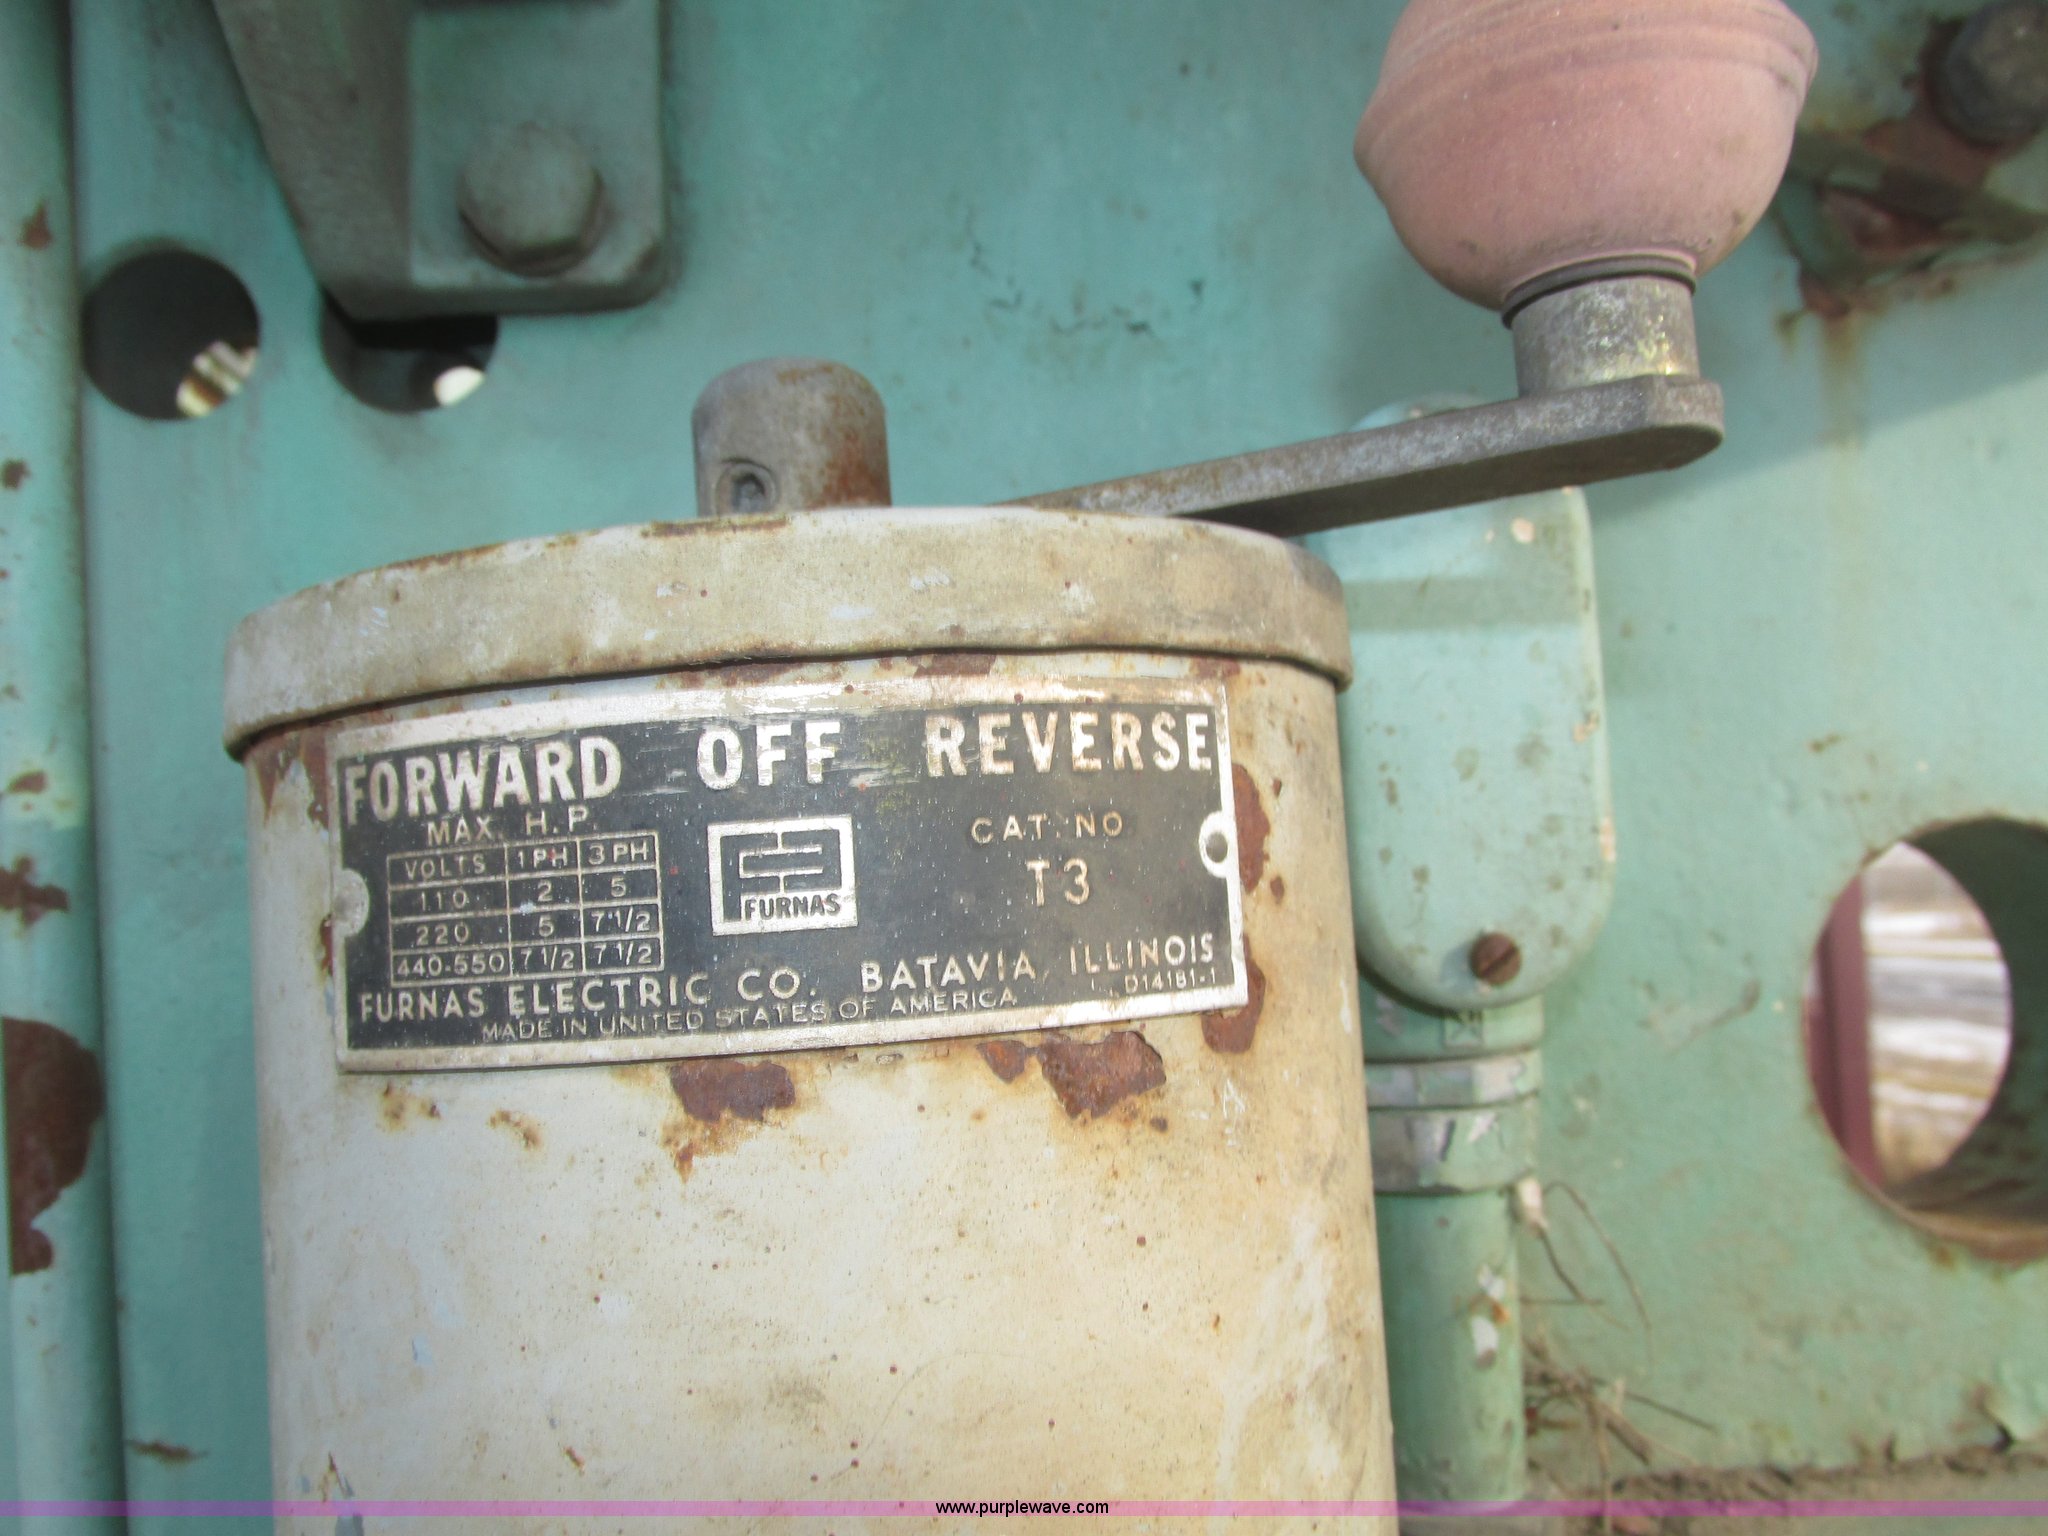 FORWARD OFF REVERSE
MAX. H.P.
VOLTS 1PH 3PH
110 2 5
220 5 7 1/2
440-550 7 1/2 7 1/2
FURNAS
CAT. NO
T3
FURNAS ELECTRIC CO. BATAVIA, ILLINOIS
MADE IN UNITED STATES OF AMERICA
D14181-1
www.purplewave.com